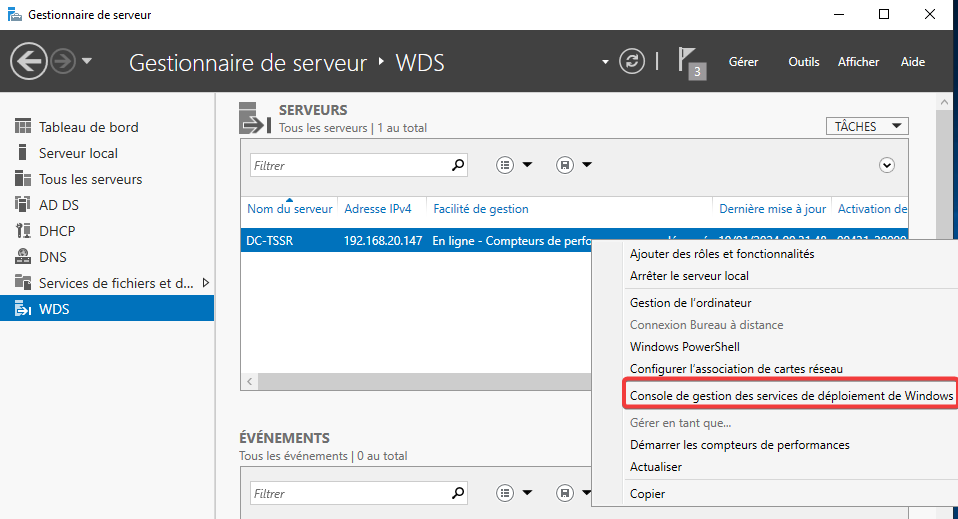 Gestionnaire de serveur
Gestionnaire de serveur WDS
3
Gérer
Outils
Afficher
Aide
Tableau de bord
Serveur local
Tous les serveurs
AD DS
DHCP
DNS
Services de fichiers et d...
WDS
SERVEURS
Tous les serveurs | 1 au total
TÂCHES
Filtrer
Nom du serveur Adresse IPv4 Facilité de gestion Dernière mise à jour Activation de
DC-TSSR 192.168.20.147 En ligne - Compteurs de perfo
Ajouter des rôles et fonctionnalités
Arrêter le serveur local
Gestion de l'ordinateur
Connexion Bureau à distance
Windows PowerShell
Configurer l'association de cartes réseau
Console de gestion des services de déploiement de Windows
Gérer en tant que...
Démarrer les compteurs de performances
Actualiser
Copier
ÉVÉNEMENTS
Tous les événements | 0 au total
Filtrer